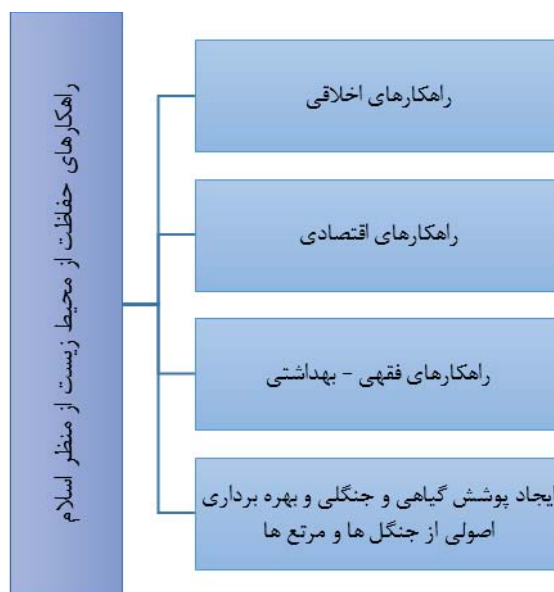 راهکارهای حفاظت از محیط زیست از منظر اسلام
راهکارهای اخلاقی
راهکارهای اقتصادی
راهکارهای فقهی - بهداشتی
ایجاد پوشش گیاهی و جنگلی و بهره برداری
اصولی از جنگل ها و مرتع ها